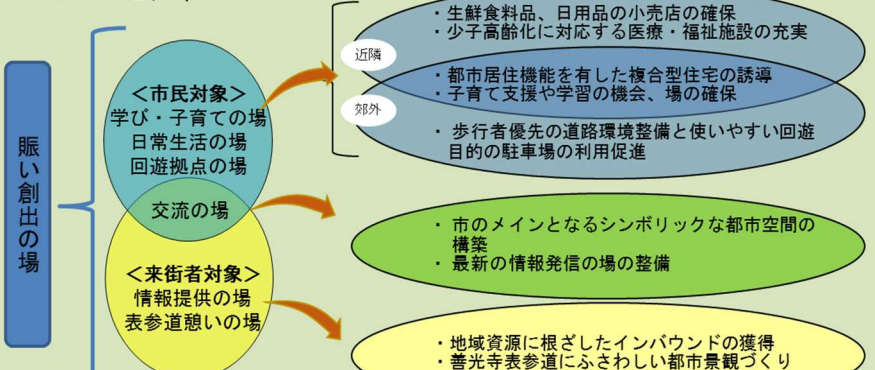 賑い創出の場
＜市民対象＞
学び・子育ての場
日常生活の場
回遊拠点の場
交流の場
＜来街者対象＞
情報提供の場
表参道憩いの場
近隣
郊外
・生鮮食料品、日用品の小売店の確保
・少子高齢化に対応する医療・福祉施設の充実
・都市居住機能を有した複合型住宅の誘導
・子育て支援や学習の機会、場の確保
・歩行者優先の道路環境整備と使いやすい回遊
目的の駐車場の利用促進
・市のメインとなるシンボリックな都市空間の
構築
・最新の情報発信の場の整備
・地域資源に根ざしたインバウンドの獲得
・善光寺表参道にふさわしい都市景観づくり